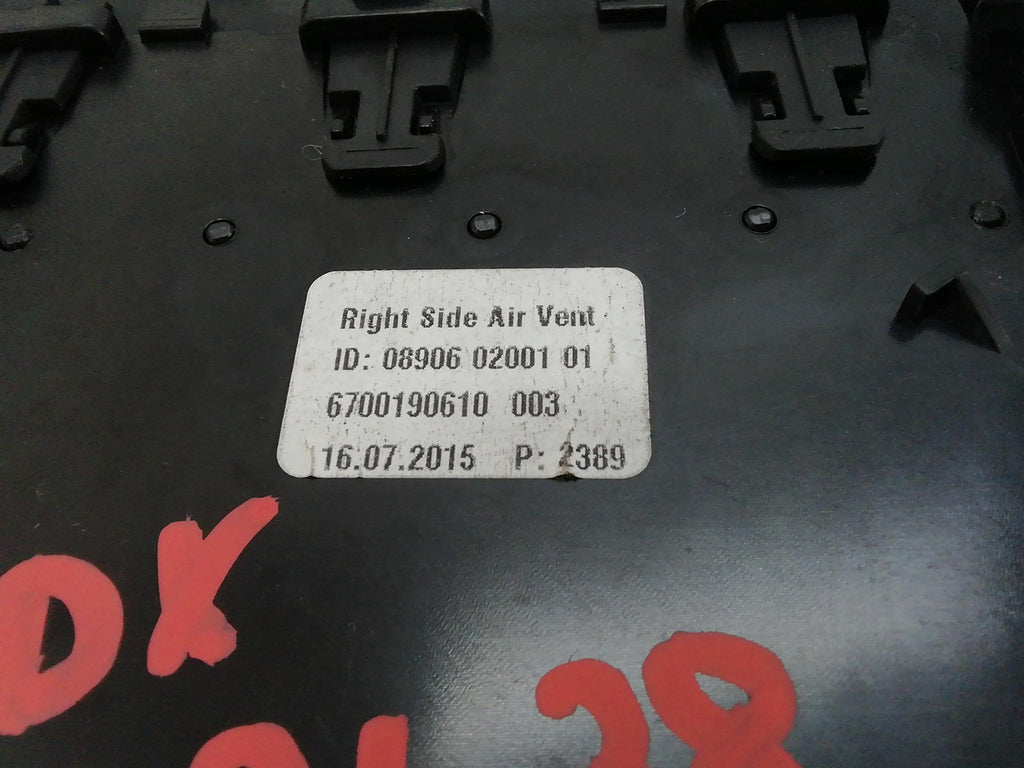 Right Side Air Vent
ID: 08906 02001 01
6700190610 003
16.07.2015 P: 2389